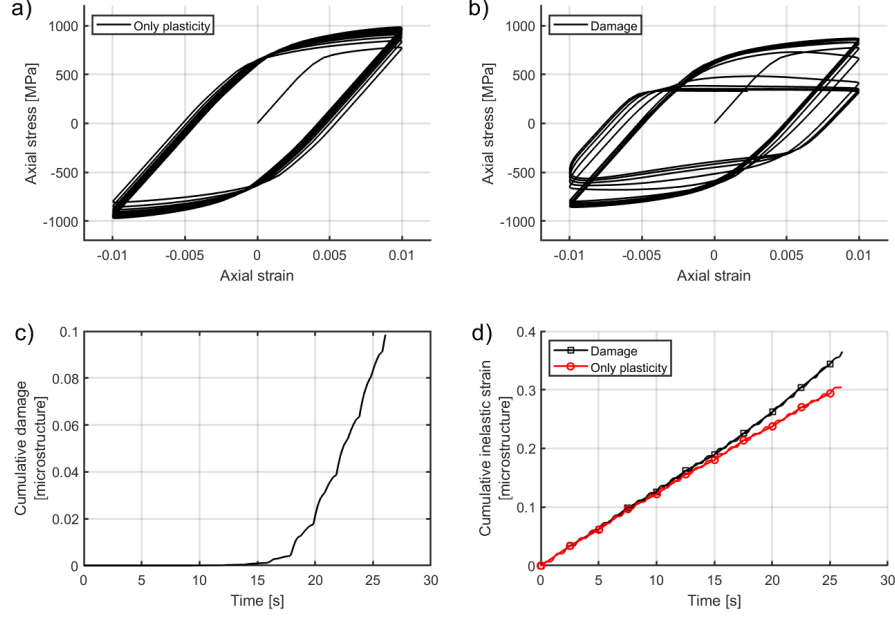 a)
Only plasticity
Axial stress [MPa]
1000
500
0
-500
-1000
-0.01
-0.005
0
0.005
0.01
Axial strain
b)
Damage
Axial stress [MPa]
1000
500
0
-500
-1000
-0.01
-0.005
0
0.005
0.01
Axial strain
c)
Cumulative damage
[microstructure]
0.1
0.08
0.06
0.04
0.02
0
0
5
10
15
20
25
30
Time [s]
d)
Damage
Only plasticity
Cumulative inelastic strain
[microstructure]
0.4
0.3
0.2
0.1
0
0
5
10
15
20
25
30
Time [s]